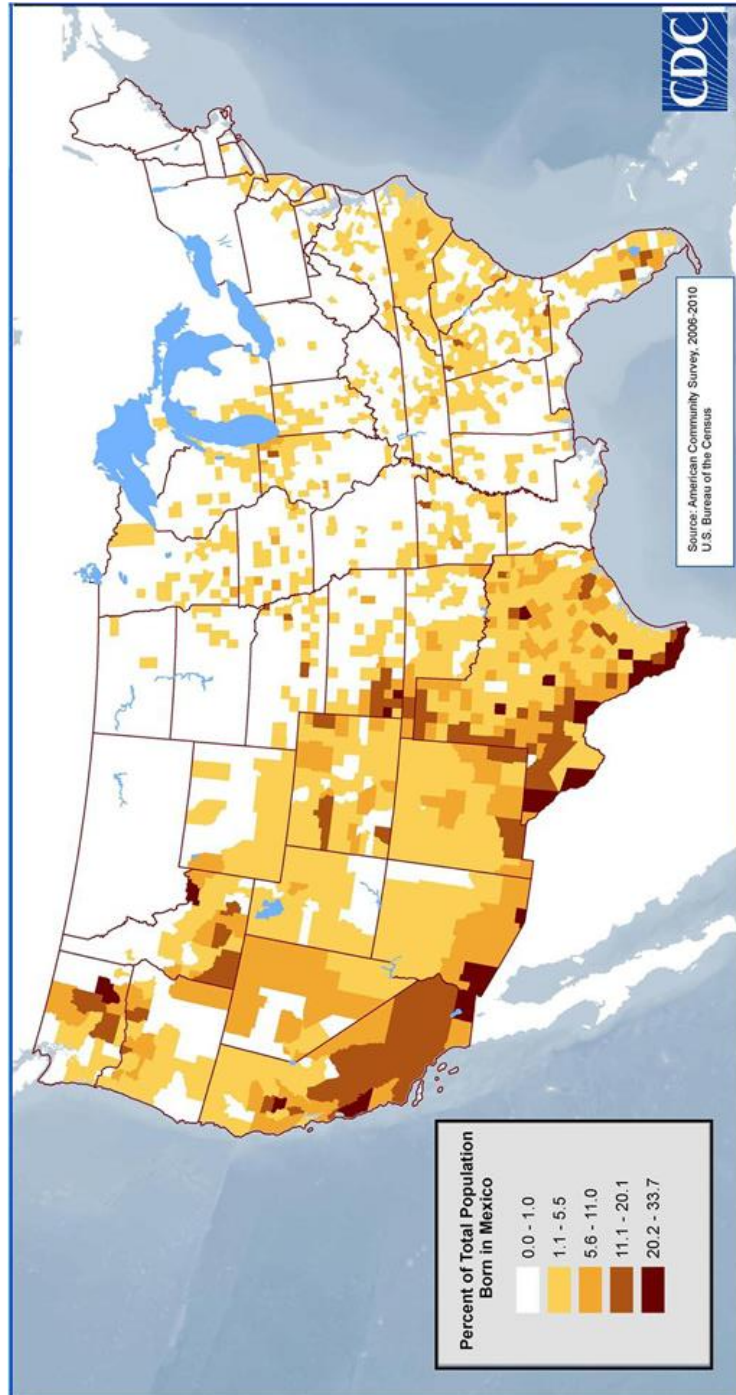 Percent of Total Population
Born in Mexico
0.0 - 1.0
1.1 - 5.5
5.6 - 11.0
11.1 - 20.1
20.2 - 33.7
Source: American Community Survey, 2006-2010
U.S. Bureau of the Census
CDC